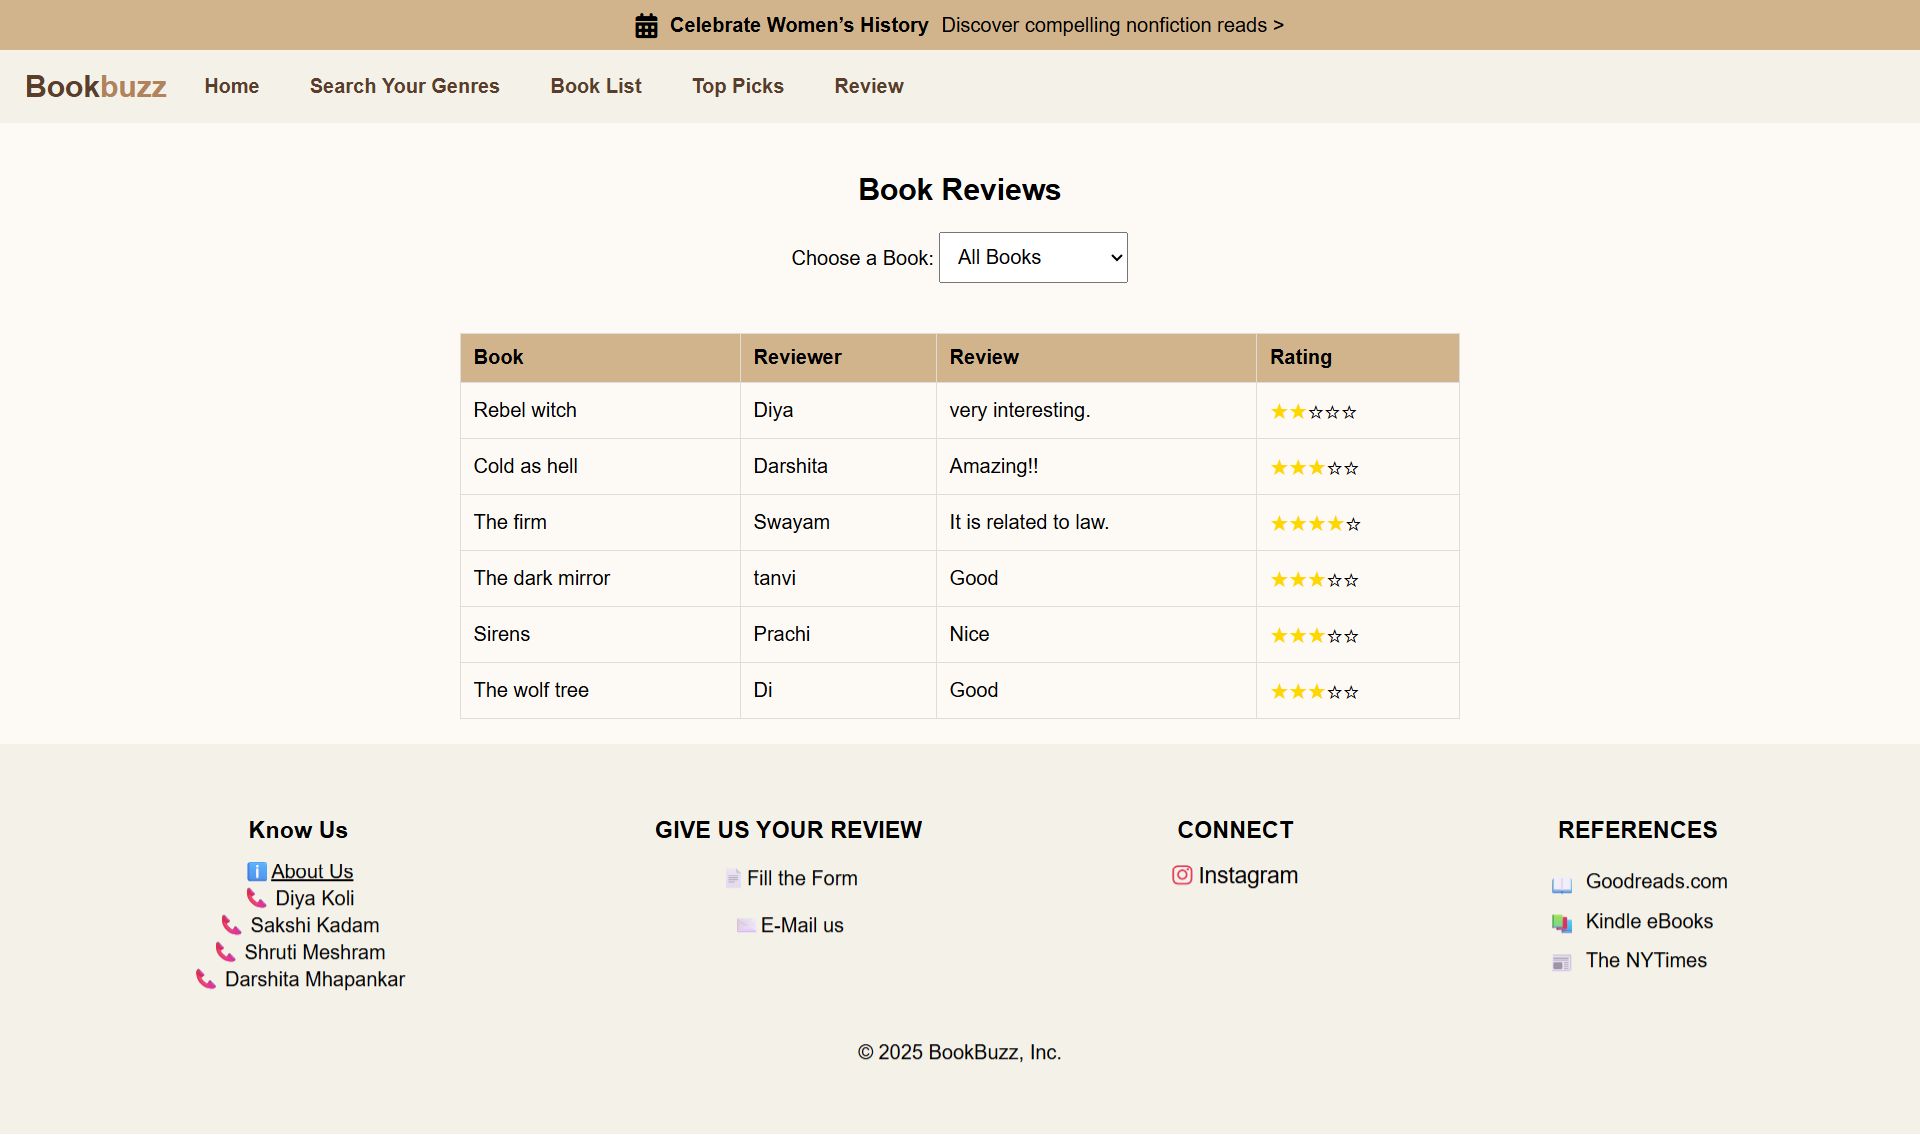 Celebrate Women’s History Discover compelling nonfiction reads >
Bookbuzz Home Search Your Genres Book List Top Picks Review
Book Reviews
Choose a Book: All Books
Book Reviewer Review Rating
Rebel witch Diya very interesting. ★★☆☆☆
Cold as hell Darshita Amazing!! ★★★☆☆
The firm Swayam It is related to law. ★★★★☆
The dark mirror tanvi Good ★★★☆☆
Sirens Prachi Nice ★★★☆☆
The wolf tree Di Good ★★★☆☆
Know Us
About Us
Diya Koli
Sakshi Kadam
Shruti Meshram
Darshita Mhapankar
GIVE US YOUR REVIEW
Fill the Form
E-Mail us
CONNECT
Instagram
REFERENCES
Goodreads.com
Kindle eBooks
The NYTimes
© 2025 BookBuzz, Inc.